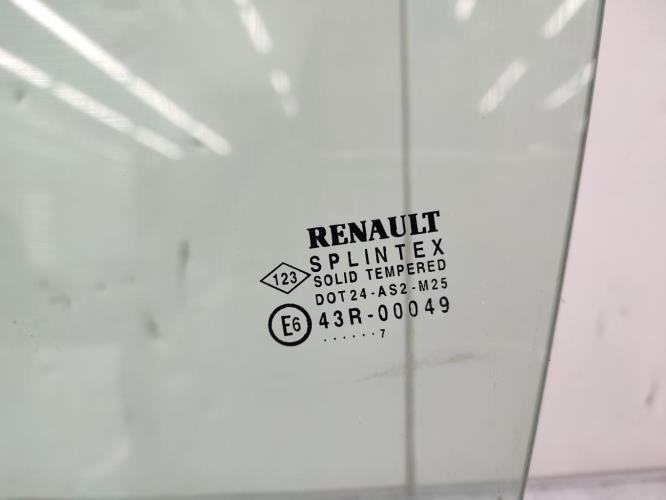 RENAULT
SPLINTEX
123
SOLID TEMPERED
DOT24-AS2-M25
E6 43R-00049
......7